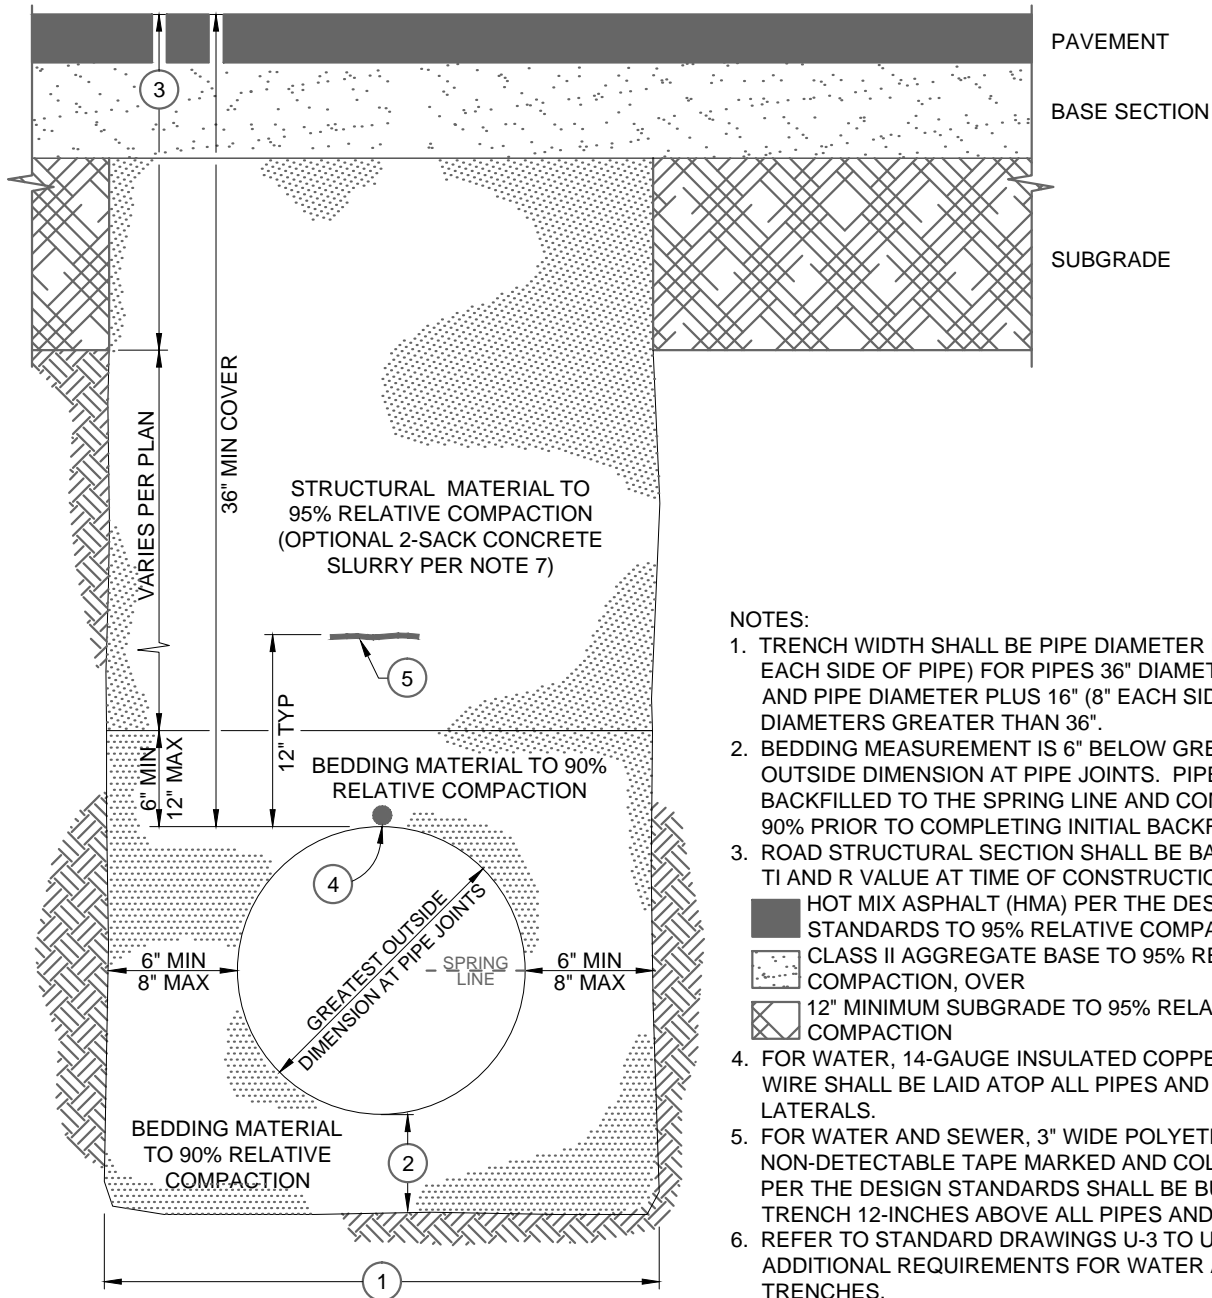 PAVEMENT
3
BASE SECTION
SUBGRADE
VARIES PER PLAN
36" MIN COVER
STRUCTURAL MATERIAL TO
95% RELATIVE COMPACTION
(OPTIONAL 2-SACK CONCRETE
SLURRY PER NOTE 7)
5
12" TYP
6" MIN
12" MAX
BEDDING MATERIAL TO 90%
RELATIVE COMPACTION
4
GREATEST OUTSIDE
DIMENSION AT PIPE JOINTS
SPRING
LINE
6" MIN
8" MAX
6" MIN
8" MAX
BEDDING MATERIAL
TO 90% RELATIVE
COMPACTION
2
1
NOTES:
1. TRENCH WIDTH SHALL BE PIPE DIAMETER
EACH SIDE OF PIPE) FOR PIPES 36" DIAMET
AND PIPE DIAMETER PLUS 16" (8" EACH SID
DIAMETERS GREATER THAN 36".
2. BEDDING MEASUREMENT IS 6" BELOW GRE
OUTSIDE DIMENSION AT PIPE JOINTS. PIPE
BACKFILLED TO THE SPRING LINE AND CO
90% PRIOR TO COMPLETING INITIAL BACKF
3. ROAD STRUCTURAL SECTION SHALL BE BA
TI AND R VALUE AT TIME OF CONSTRUCTIO
HOT MIX ASPHALT (HMA) PER THE DES
STANDARDS TO 95% RELATIVE COMPA
CLASS II AGGREGATE BASE TO 95% RE
COMPACTION, OVER
12" MINIMUM SUBGRADE TO 95% RELA
COMPACTION
4. FOR WATER, 14-GAUGE INSULATED COPPE
WIRE SHALL BE LAID ATOP ALL PIPES AND
LATERALS.
5. FOR WATER AND SEWER, 3" WIDE POLYET
NON-DETECTABLE TAPE MARKED AND COL
PER THE DESIGN STANDARDS SHALL BE BU
TRENCH 12-INCHES ABOVE ALL PIPES AND
6. REFER TO STANDARD DRAWINGS U-3 TO U
ADDITIONAL REQUIREMENTS FOR WATER A
TRENCHES.